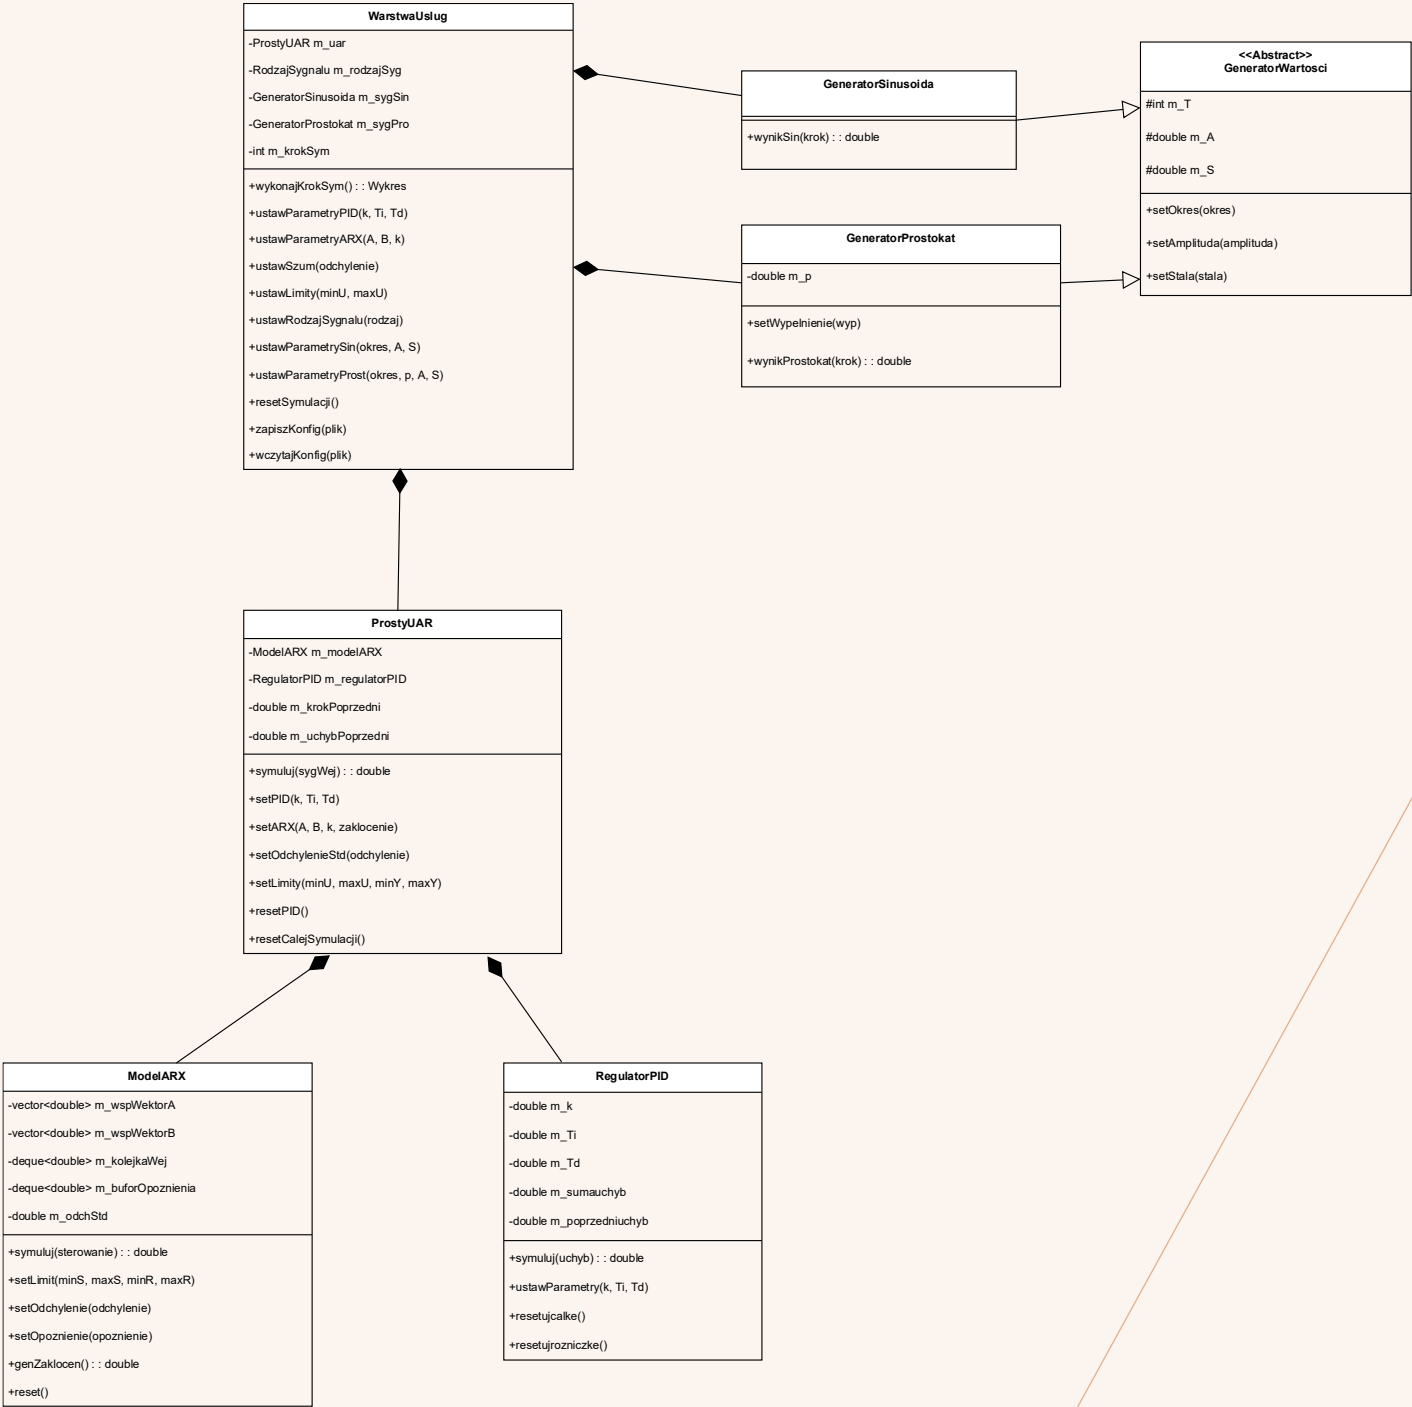 WarstwaUslug
-ProstyUAR m_uar
-RodzajSygnalu m_rodzajSyg
-GeneratorSinusoida m_sygSin
-GeneratorProstokat m_sygPro
-int m_krokSym
+wykonajKrokSym() : : Wykres
+ustawParametryPID(k, Ti, Td)
+ustawParametryARX(A, B, k)
+ustawSzum(odchylenie)
+ustawLimity(minU, maxU)
+ustawRodzajSygnalu(rodzaj)
+ustawParametrySin(okres, A, S)
+ustawParametryProst(okres, p, A, S)
+resetSymulacji()
+zapiszKonfig(plik)
+wczytajKonfig(plik)
GeneratorSinusoida
+wynikSin(krok) : : double
<<Abstract>>
GeneratorWartosci
#int m_T
#double m_A
#double m_S
+setOkres(okres)
+setAmplituda(amplituda)
+setStala(stala)
GeneratorProstokat
-double m_p
+setWypelnienie(wyp)
+wynikProstokat(krok) : : double
ProstyUAR
-ModelARX m_modelARX
-RegulatorPID m_regulatorPID
-double m_krokPoprzedni
-double m_uchybPoprzedni
+symuluj(sygWej) : : double
+setPID(k, Ti, Td)
+setARX(A, B, k, zaklocenie)
+setOdchylenieStd(odchylenie)
+setLimity(minU, maxU, minY, maxY)
+resetPID()
+resetCalejSymulacji()
ModelARX
-vector<double> m_wspWektorA
-vector<double> m_wspWektorB
-deque<double> m_kolejkaWej
-deque<double> m_buforOpoznienia
-double m_odchStd
+symuluj(sterowanie) : : double
+setLimit(minS, maxS, minR, maxR)
+setOdchylenie(odchylenie)
+setOpoznienie(opoznienie)
+genZaklocen() : : double
+reset()
RegulatorPID
-double m_k
-double m_Ti
-double m_Td
-double m_sumauchyb
-double m_poprzedniuchyb
+symuluj(uchyb) : : double
+ustawParametry(k, Ti, Td)
+resetujcalke()
+resetujrozniczke()